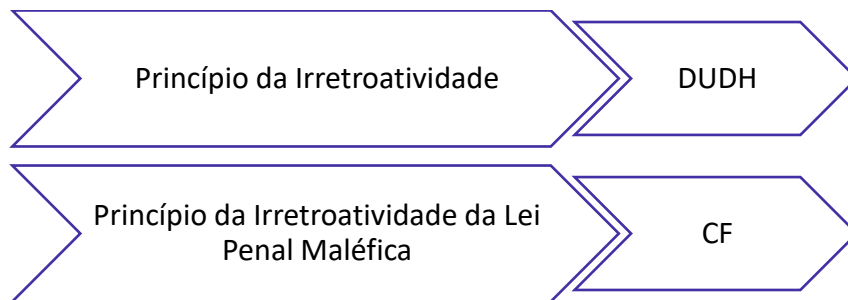 Princípio da Irretroatividade
DUDH
Princípio da Irretroatividade da Lei
Penal Maléfica
CF